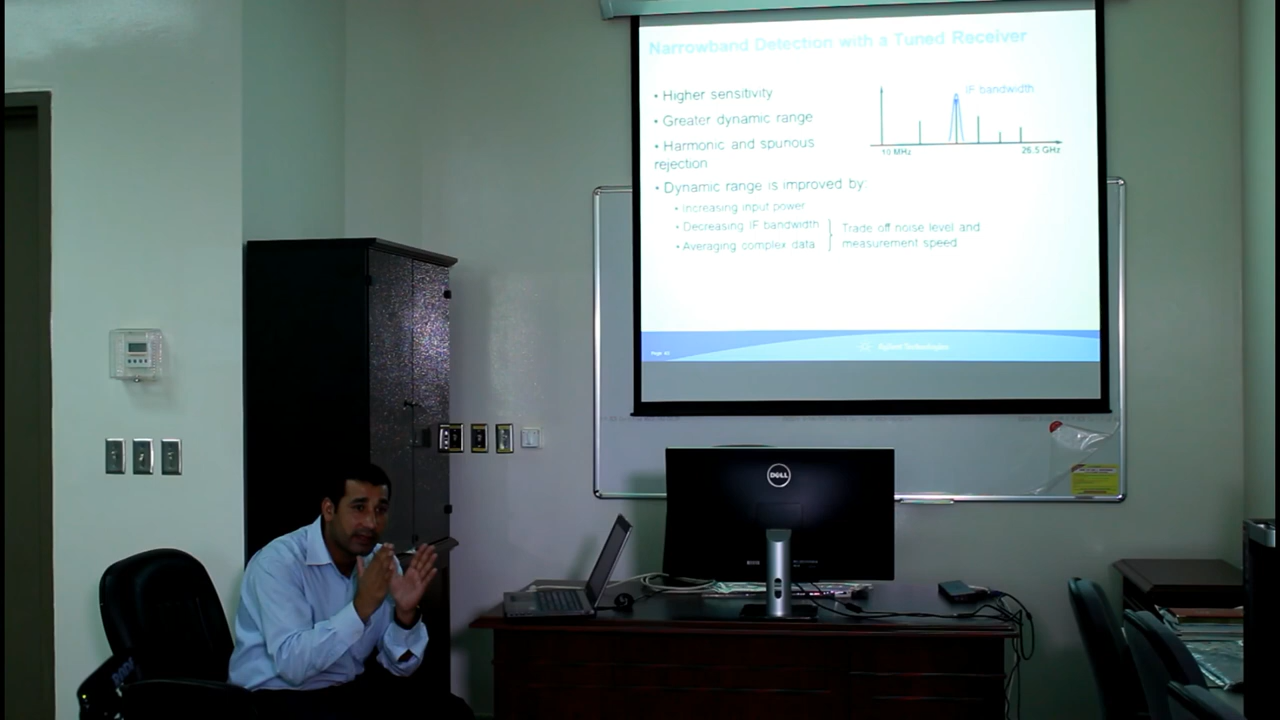 Narrowband Detection with a Tuned Receiver
• Higher sensitivity
• Greater dynamic range
• Harmonic and spurious
rejection
• Dynamic range is improved by:
• Increasing input power
• Decreasing IF bandwidth
• Averaging complex data
Trade off noise level and
measurement speed
IF bandwidth
10 MHz
26.5 GHz
Agilent Technologies
DELL